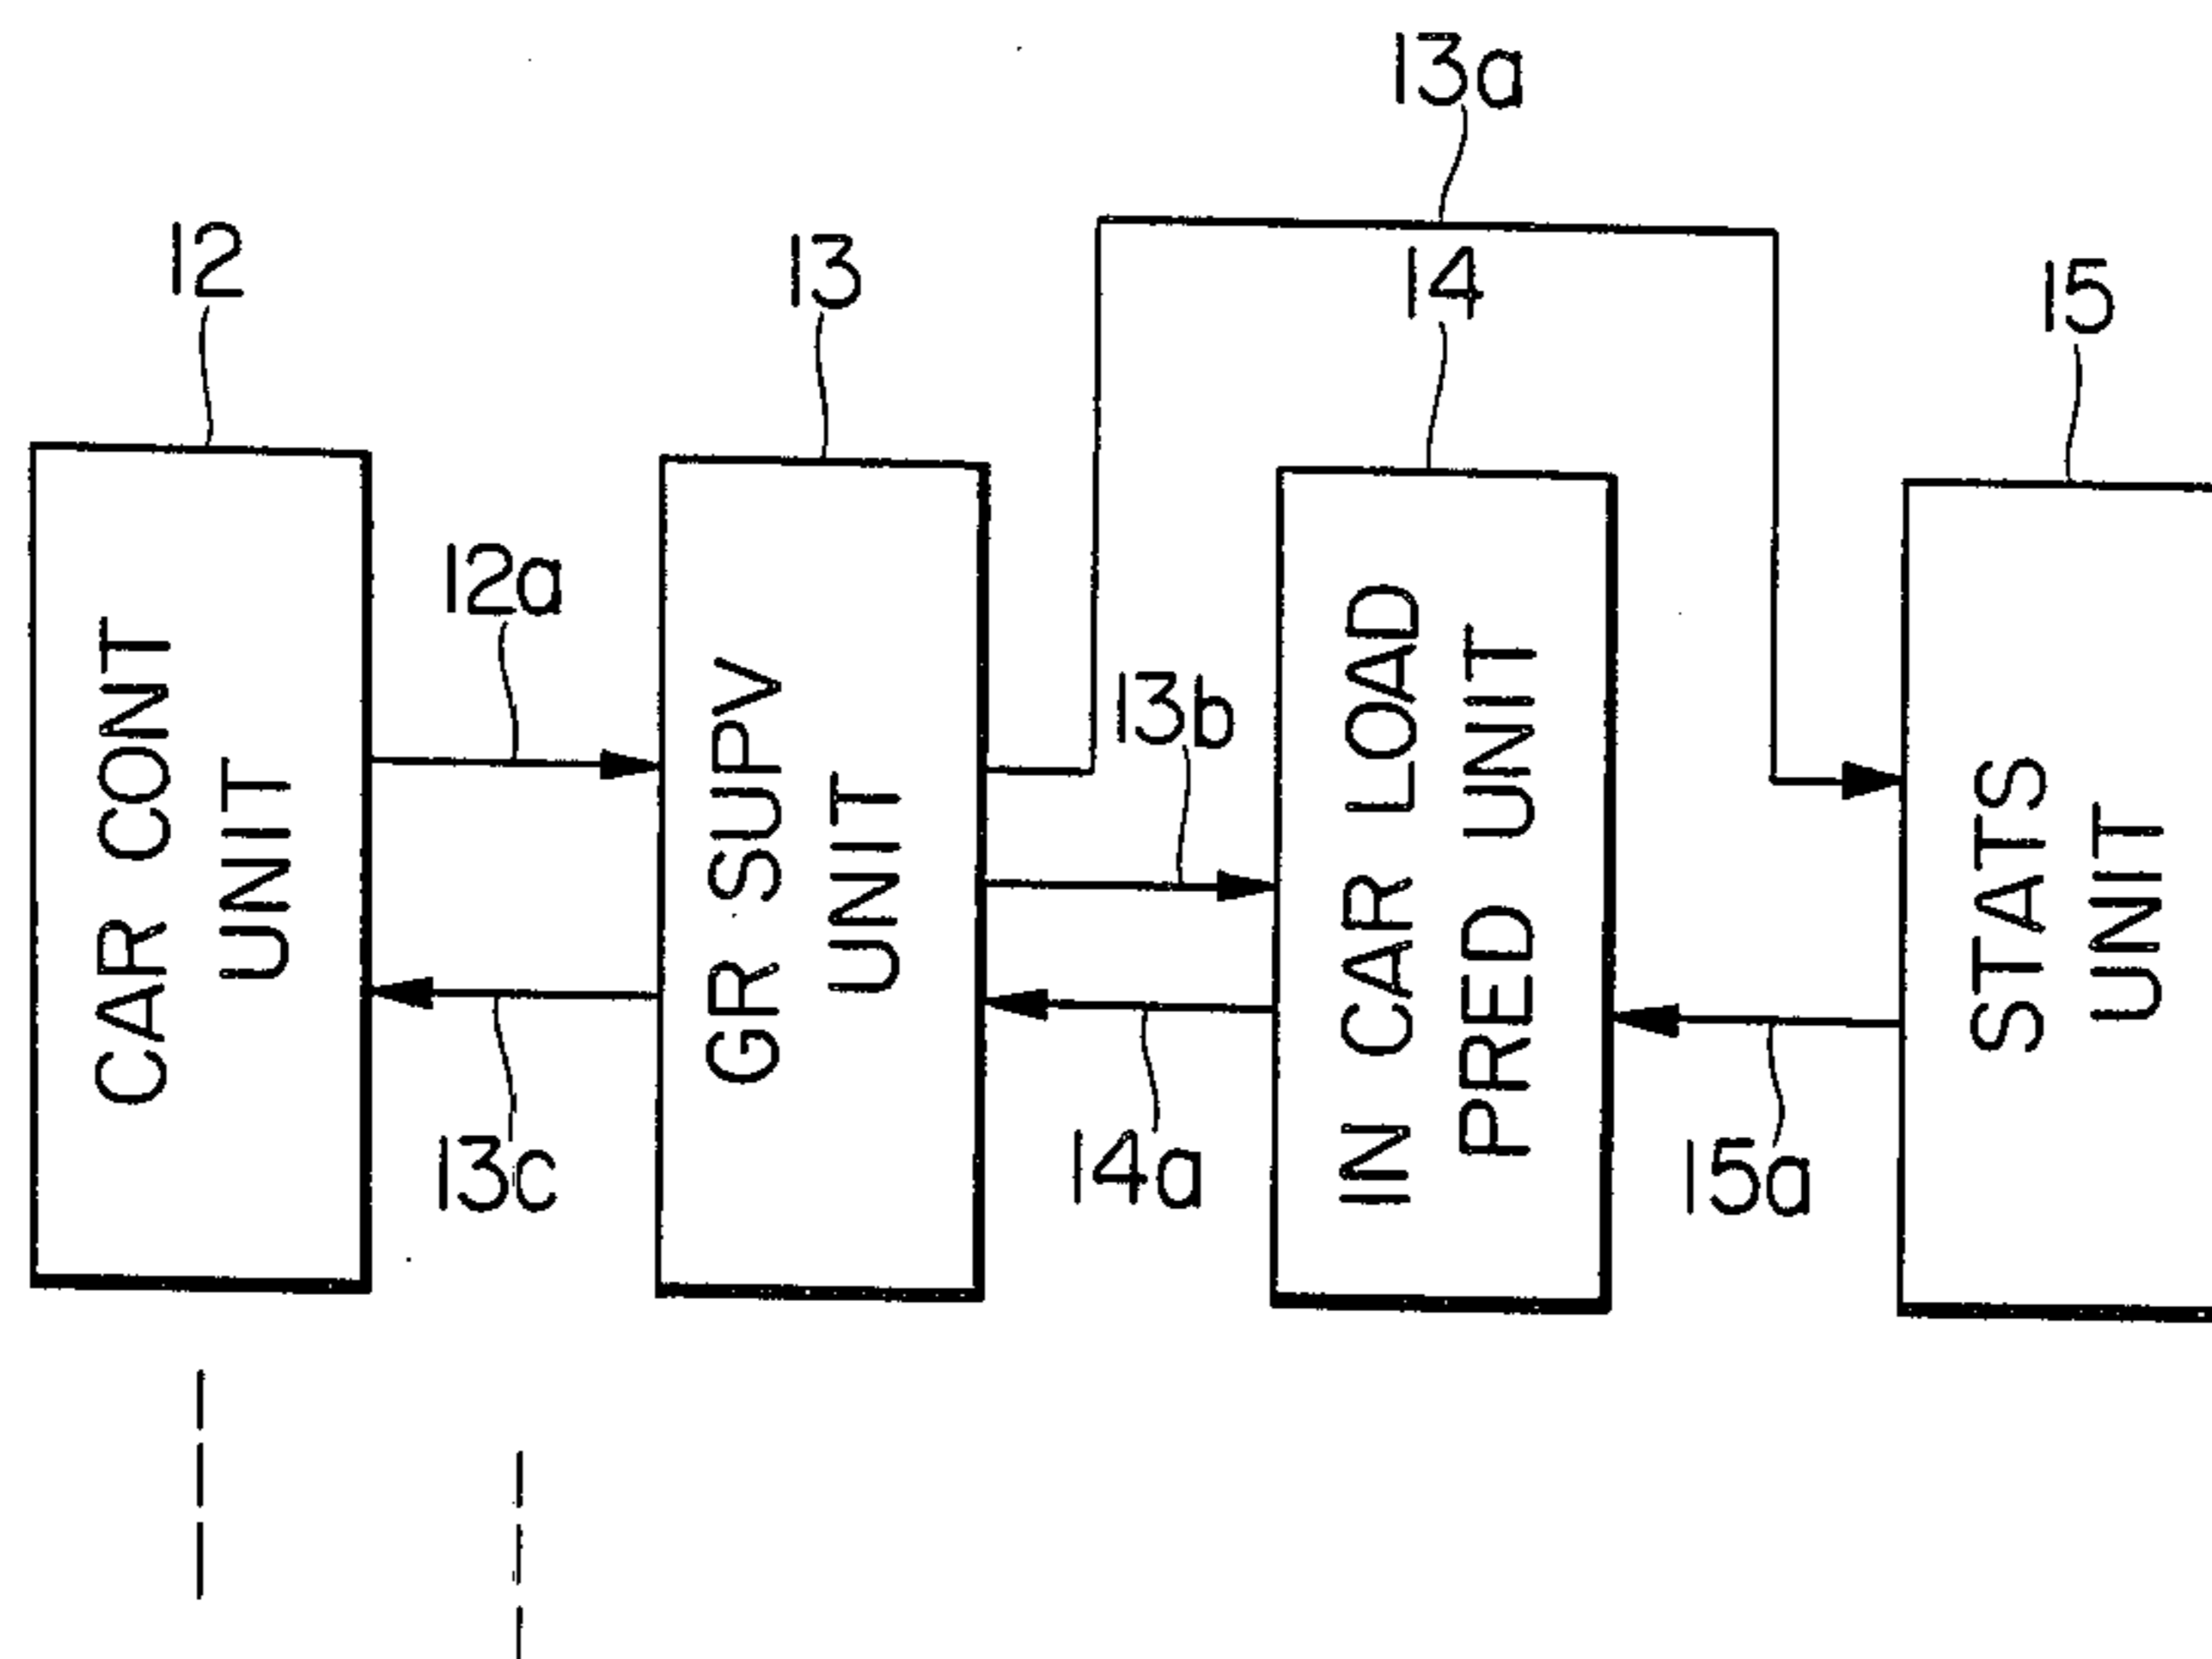 13a
12
13
14
15
12a
13b
CAR CONT
UNIT
GR SUPV
UNIT
IN CAR LOAD
PRED UNIT
STATS
UNIT
13c
14a
15a